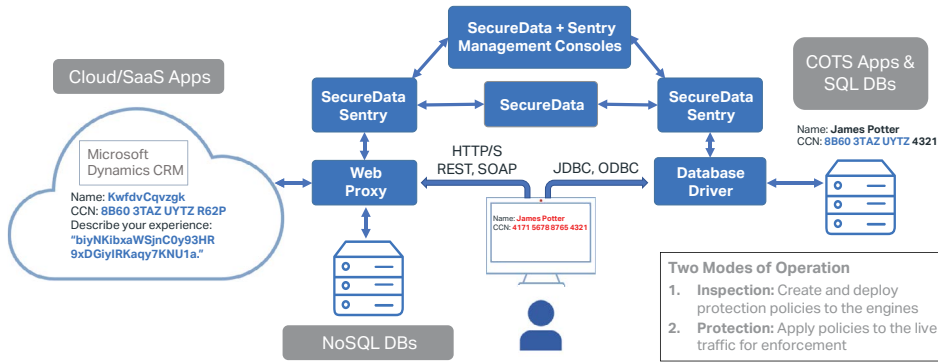 SecureData + Sentry
Management Consoles
Cloud/SaaS Apps
COTS Apps &
SQL DBs
SecureData
Sentry
SecureData
SecureData
Sentry
Name: James Potter
CCN: 8B60 3TAZ UYTZ 4321
Microsoft
Dynamics CRM
HTTP/S
REST, SOAP
JDBC, ODBC
Web
Proxy
Database
Driver
Name: KwfdvCqvzgk
CCN: 8B60 3TAZ UYTZ R62P
Describe your experience:
“biyNKibxaWSjnC0y93HR
9xDGiyIRKaqy7KNU1a.”
Name: James Potter
CCN: 4171 5678 8765 4321
NoSQL DBs
Two Modes of Operation
1. Inspection: Create and deploy
protection policies to the engines
2. Protection: Apply policies to the live
traffic for enforcement